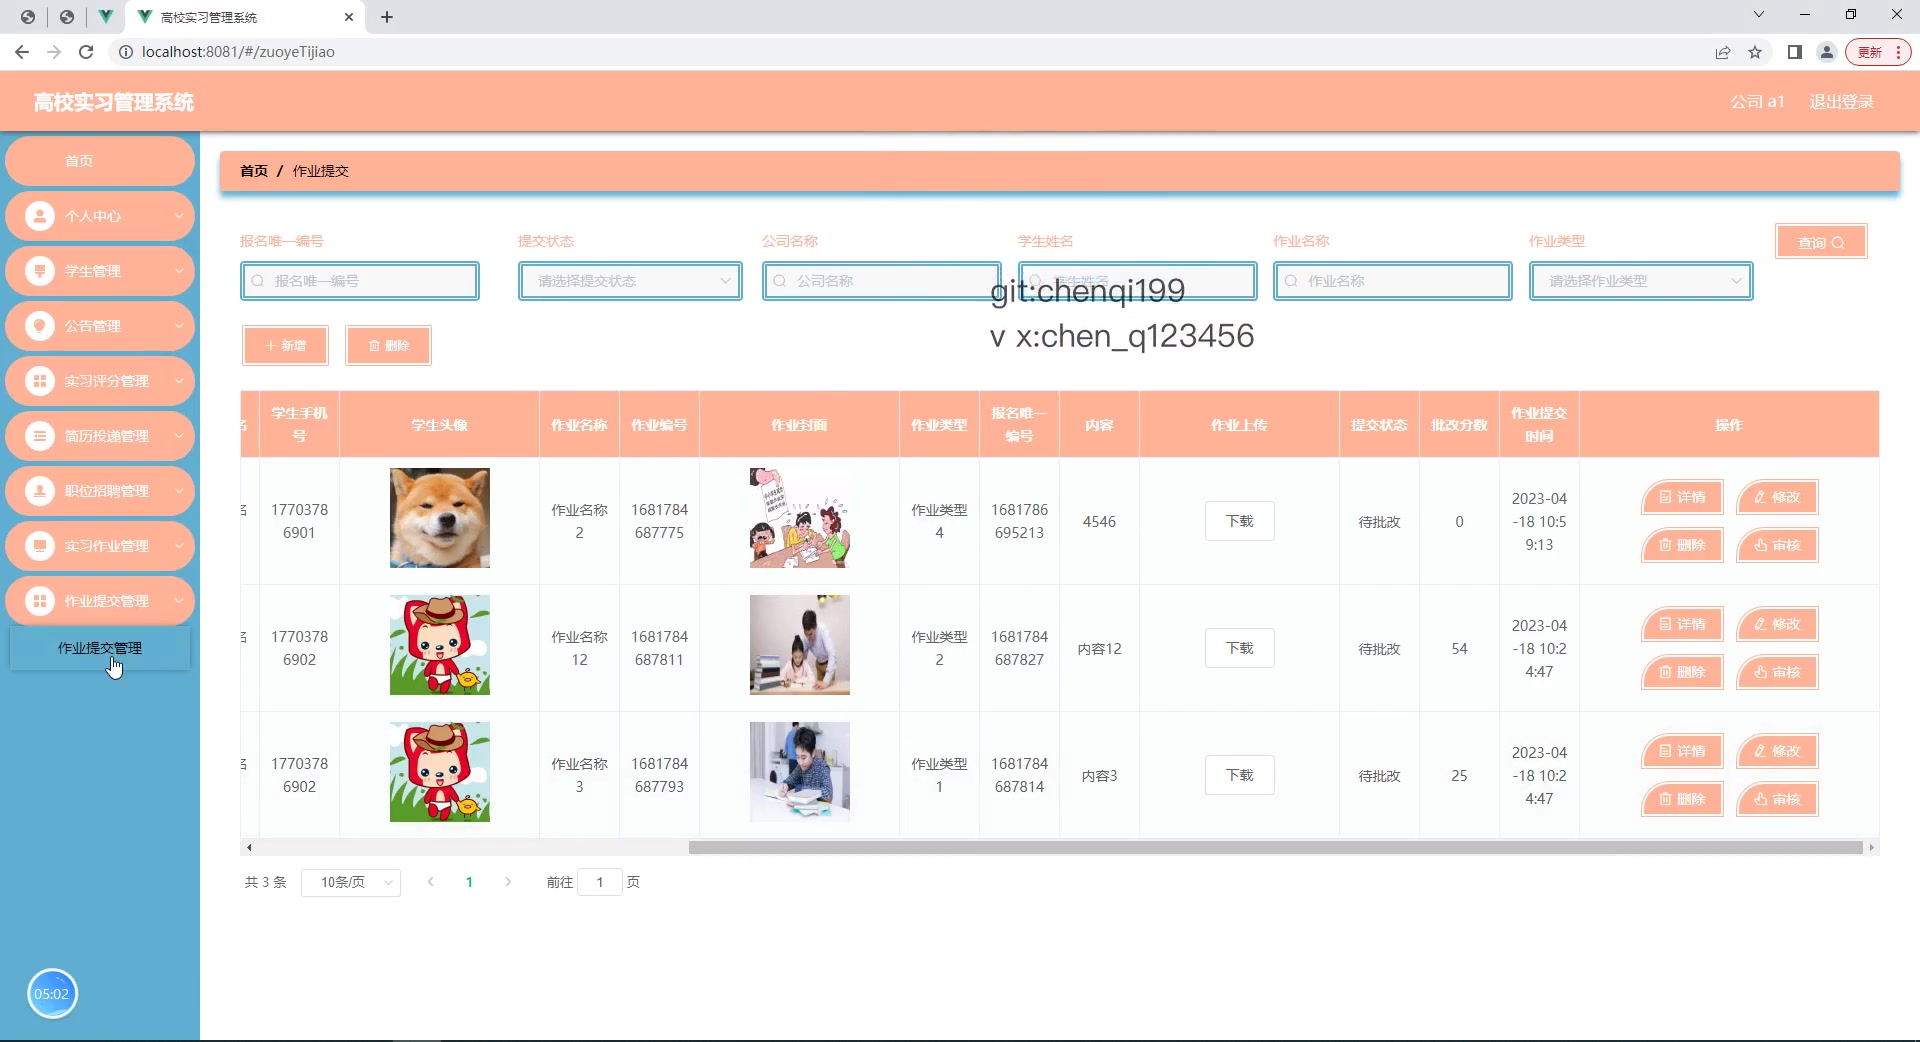 高校实习管理系统
localhost:8081/#/zuoyeTijiao
更新
高校实习管理系统
公司 a1 退出登录
首页
个人中心
学生管理
公告管理
实习评分管理
简历投递管理
职位招聘管理
实习作业管理
作业提交管理
作业提交管理
05:02
首页 / 作业提交
报名唯一编号 提交状态 公司名称 学生姓名 作业名称 作业类型
查询
报名唯一编号 请选择提交状态 公司名称 学生姓名 作业名称 请选择作业类型
git:chenqi199
v x:chen_q123456
新增 删除
名 学生手机号 学生头像 作业名称 作业编号 作业封面 作业类型 报名唯一编号 内容 作业上传 提交状态 批改分数 作业提交时间 操作
名 17703786901 作业名称2 1681784687775 作业类型4 1681786695213 4546 下载 待批改 0 2023-04-18 10:59:13 详情 修改 删除 审核
名 17703786902 作业名称12 1681784687811 作业类型2 1681784687827 内容12 下载 待批改 54 2023-04-18 10:24:47 详情 修改 删除 审核
名 17703786902 作业名称3 1681784687793 作业类型1 1681784687814 内容3 下载 待批改 25 2023-04-18 10:24:47 详情 修改 删除 审核
共 3 条 10条/页 1 前往 1 页